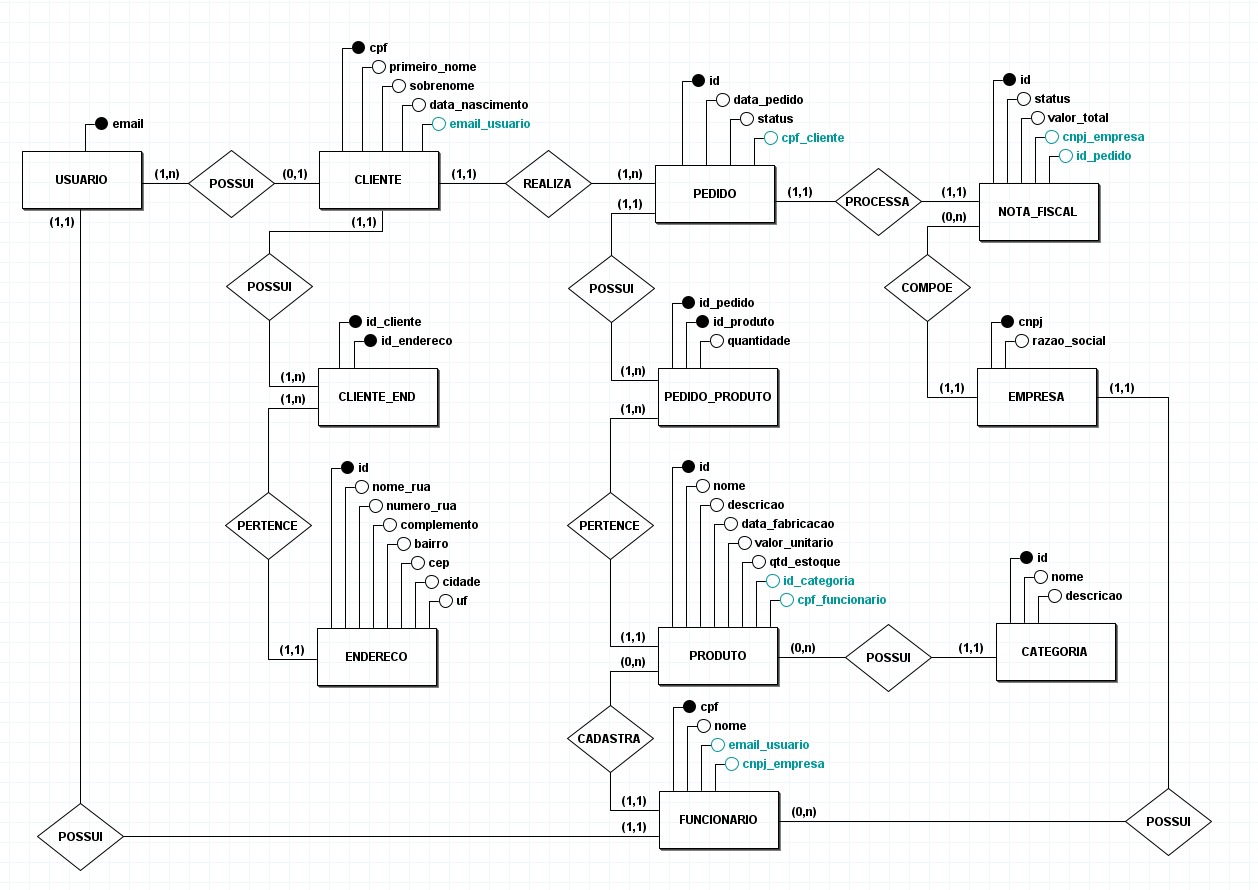 cpf
primeiro_nome
sobrenome
data_nascimento
email_usuario
email
USUARIO
(1,n)
POSSUI
(0,1)
CLIENTE
(1,1)
REALIZA
(1,n)
id
data_pedido
status
cpf_cliente
PEDIDO
(1,1)
PROCESSA
(1,1)
id
status
valor_total
cnpj_empresa
id_pedido
NOTA_FISCAL
(1,1)
(1,1)
(1,1)
(0,n)
POSSUI
POSSUI
COMPOE
id_cliente
id_endereco
(1,n)
(1,n)
CLIENTE_END
id_pedido
id_produto
quantidade
(1,n)
(1,n)
PEDIDO_PRODUTO
cnpj
razao_social
(1,1)
EMPRESA
(1,1)
id
nome_rua
numero_rua
complemento
bairro
cep
cidade
uf
PERTENCE
(1,1)
ENDERECO
id
nome
descricao
data_fabricacao
valor_unitario
qtd_estoque
id_categoria
cpf_funcionario
PERTENCE
(1,1)
(0,n)
PRODUTO
(0,n)
POSSUI
(1,1)
id
nome
descricao
CATEGORIA
CADASTRA
cpf
nome
email_usuario
cnpj_empresa
(1,1)
(1,1)
FUNCIONARIO
(0,n)
POSSUI
POSSUI